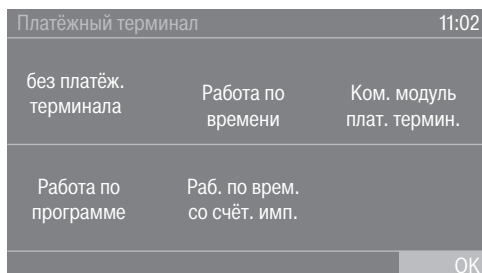 Платёжный терминал 11:02
без платёж.
терминала
Работа по
времени
Ком. модуль
плат. термин.
Работа по
программе
Раб. по врем.
со счёт. имп.
OK